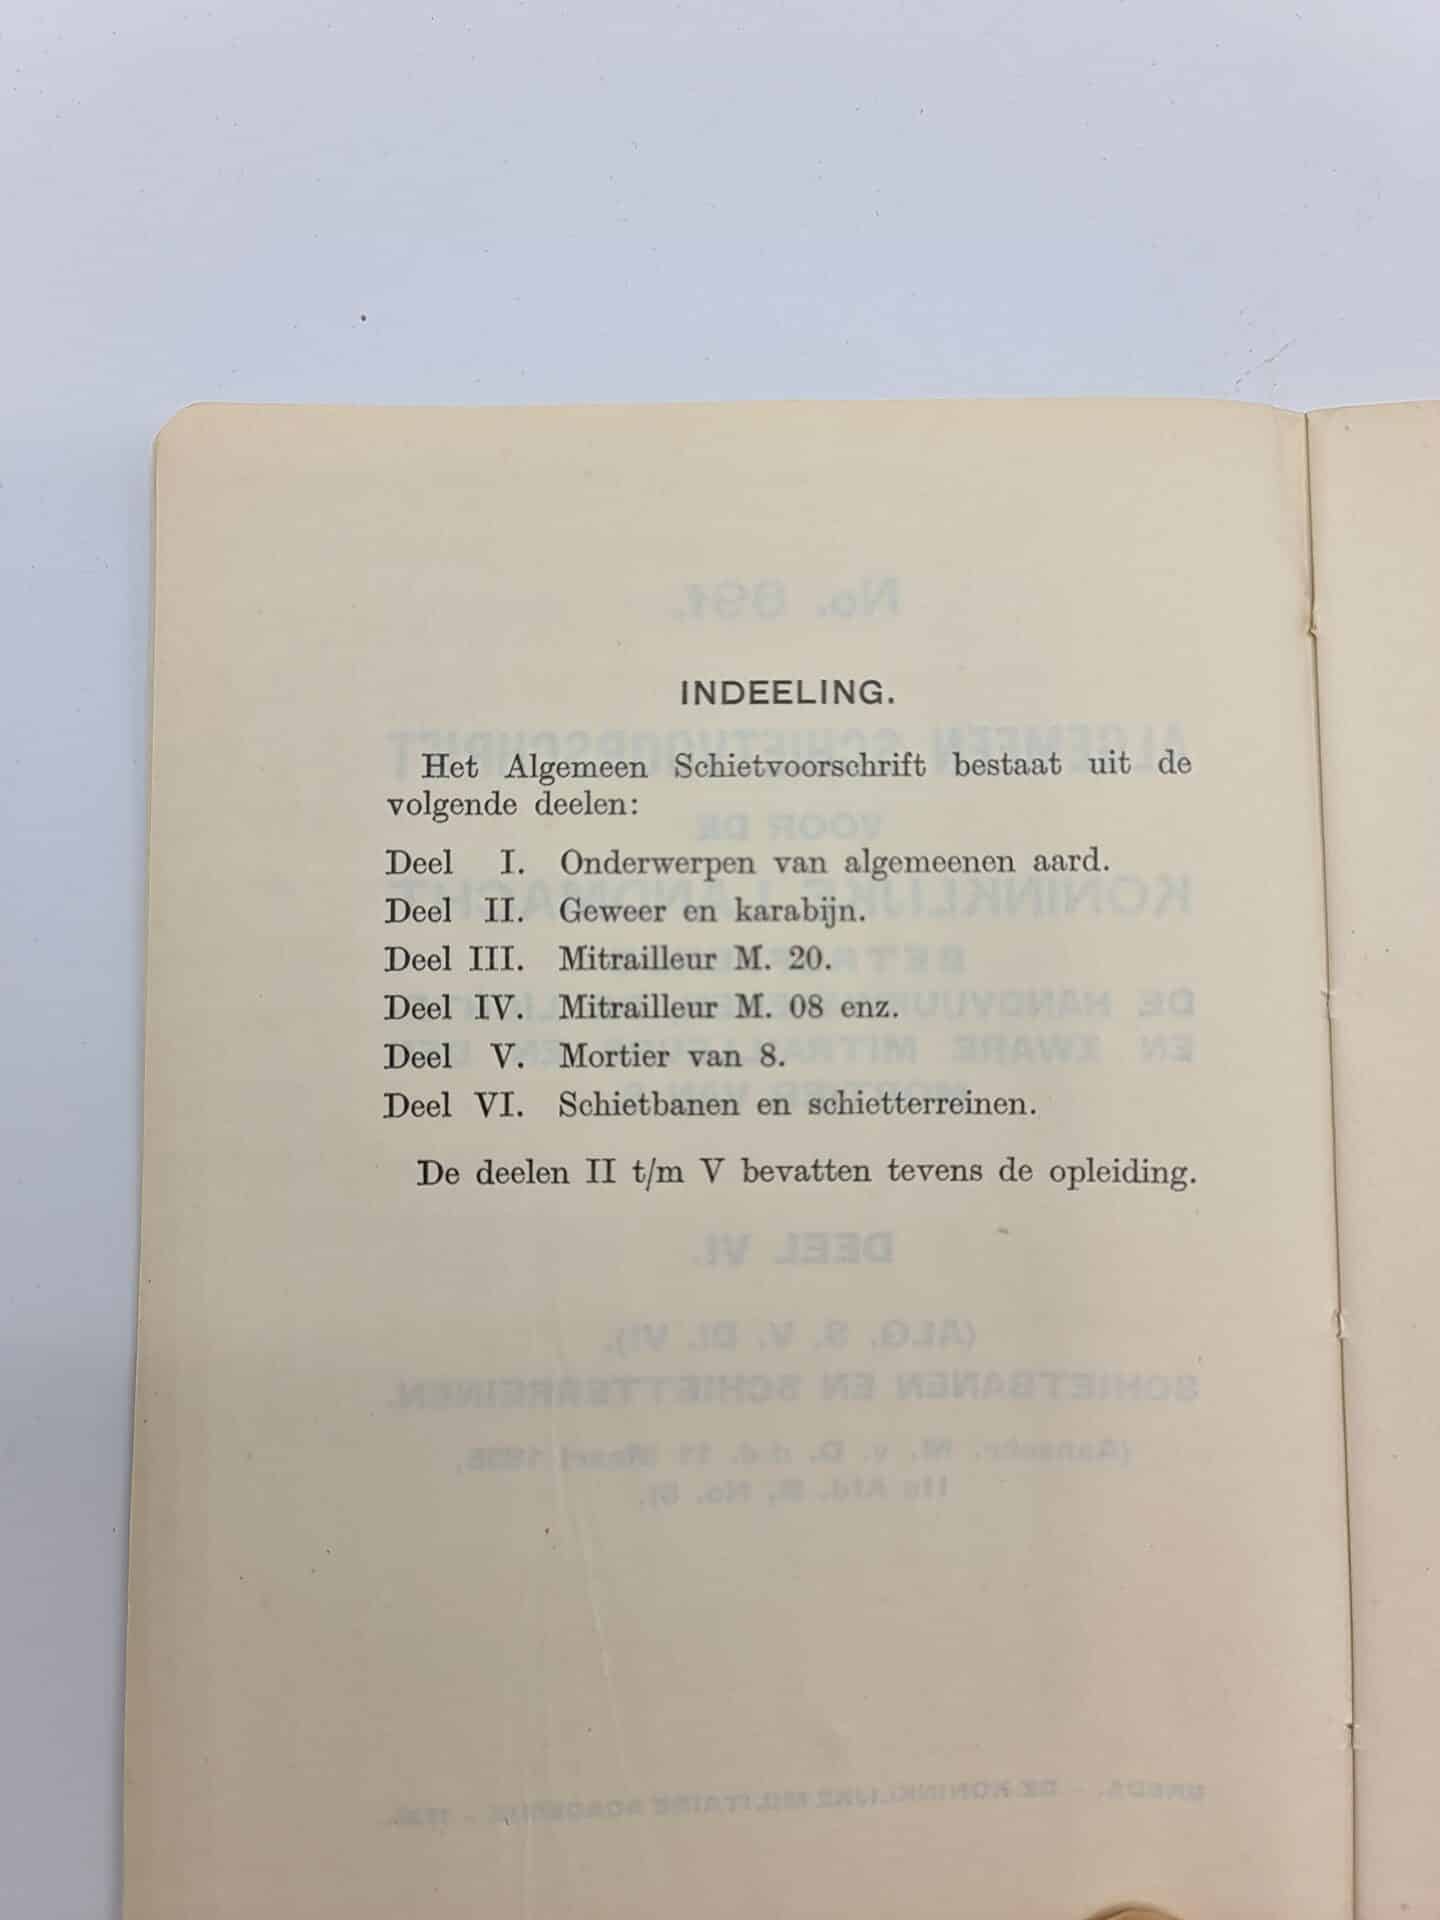 INDEELING.
Het Algemeen Schietvoorschrift bestaat uit de
volgende deelen:
Deel I. Onderwerpen van algemeenen aard.
Deel II. Geweer en karabijn.
Deel III. Mitrailleur M. 20.
Deel IV. Mitrailleur M. 08 enz.
Deel V. Mortier van 8.
Deel VI. Schietbanen en schietterreinen.
De deelen II t/m V bevatten tevens de opleiding.